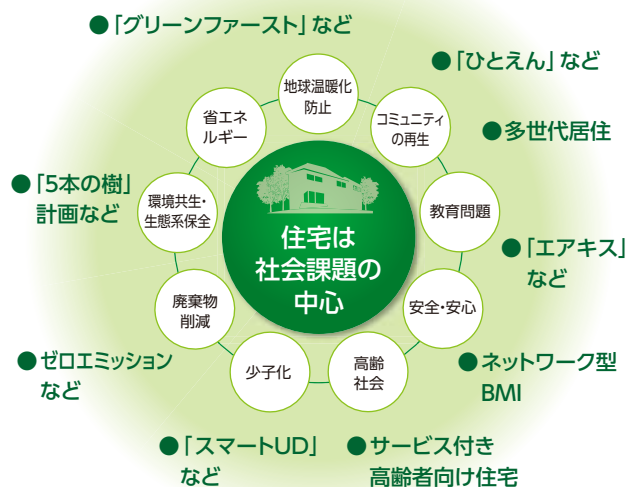 ●「グリーンファースト」など
●「ひとえん」など
●多世代居住
●「エアキス」
など
●ネットワーク型
BMI
●サービス付き
高齢者向け住宅
●「スマートUD」
など
●ゼロエミッション
など
●「5本の樹」
計画など
地球温暖化
防止
コミュニティ
の再生
教育問題
安全・安心
高齢
社会
少子化
廃棄物
削減
環境共生・
生態系保全
省エネ
ルギー
住宅は
社会課題の
中心